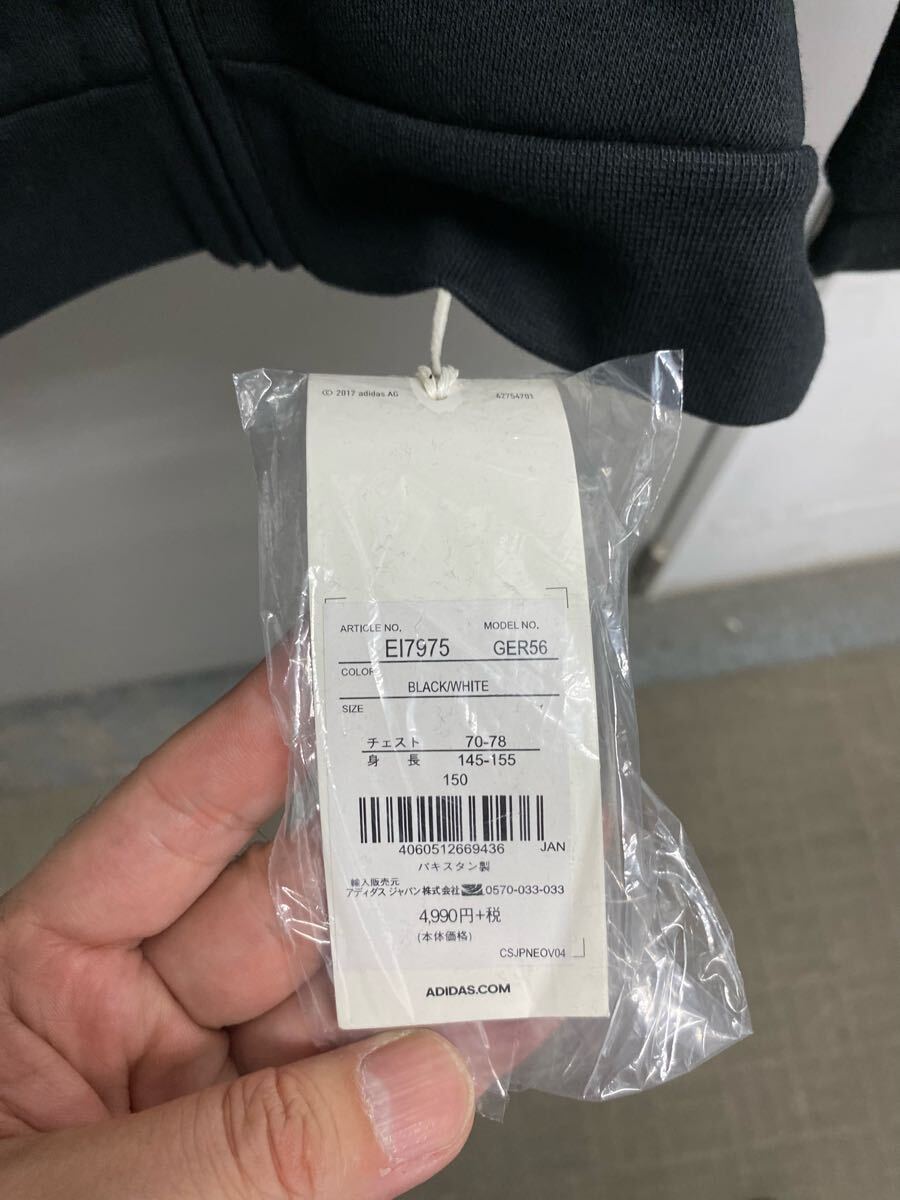 © 2017 adidas AG 42754701
ARTICLE NO. MODEL NO.
EI7975 GER56
COLOR
BLACK/WHITE
SIZE
チェスト 70-78
身長 145-155
150
4060512669436 JAN
パキスタン製
輸入販売元
アディダス ジャパン株式会社 0570-033-033
4,990円+税
(本体価格)
CSJPNEOV04
ADIDAS.COM